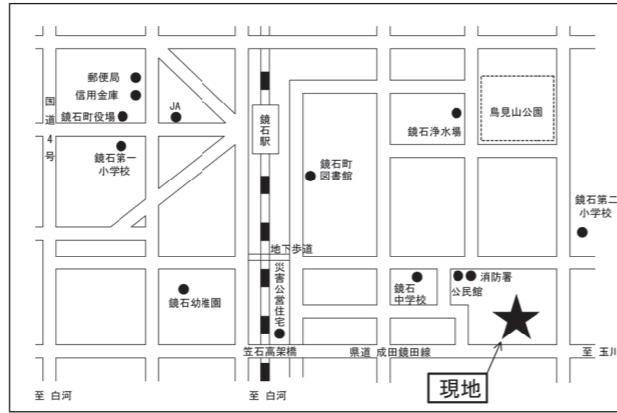 郵便局
信用金庫
鏡石町役場
JA
国道4号
鏡石第一
小学校
鏡石駅
鏡石町
図書館
鏡石浄水場
鳥見山公園
鏡石第二
小学校
地下歩道
災害公営住宅
鏡石幼稚園
鏡石
中学校
消防署
公民館
笠石高架橋
県道 成田鏡田線
至 玉川
現地
至 白河
至 白河